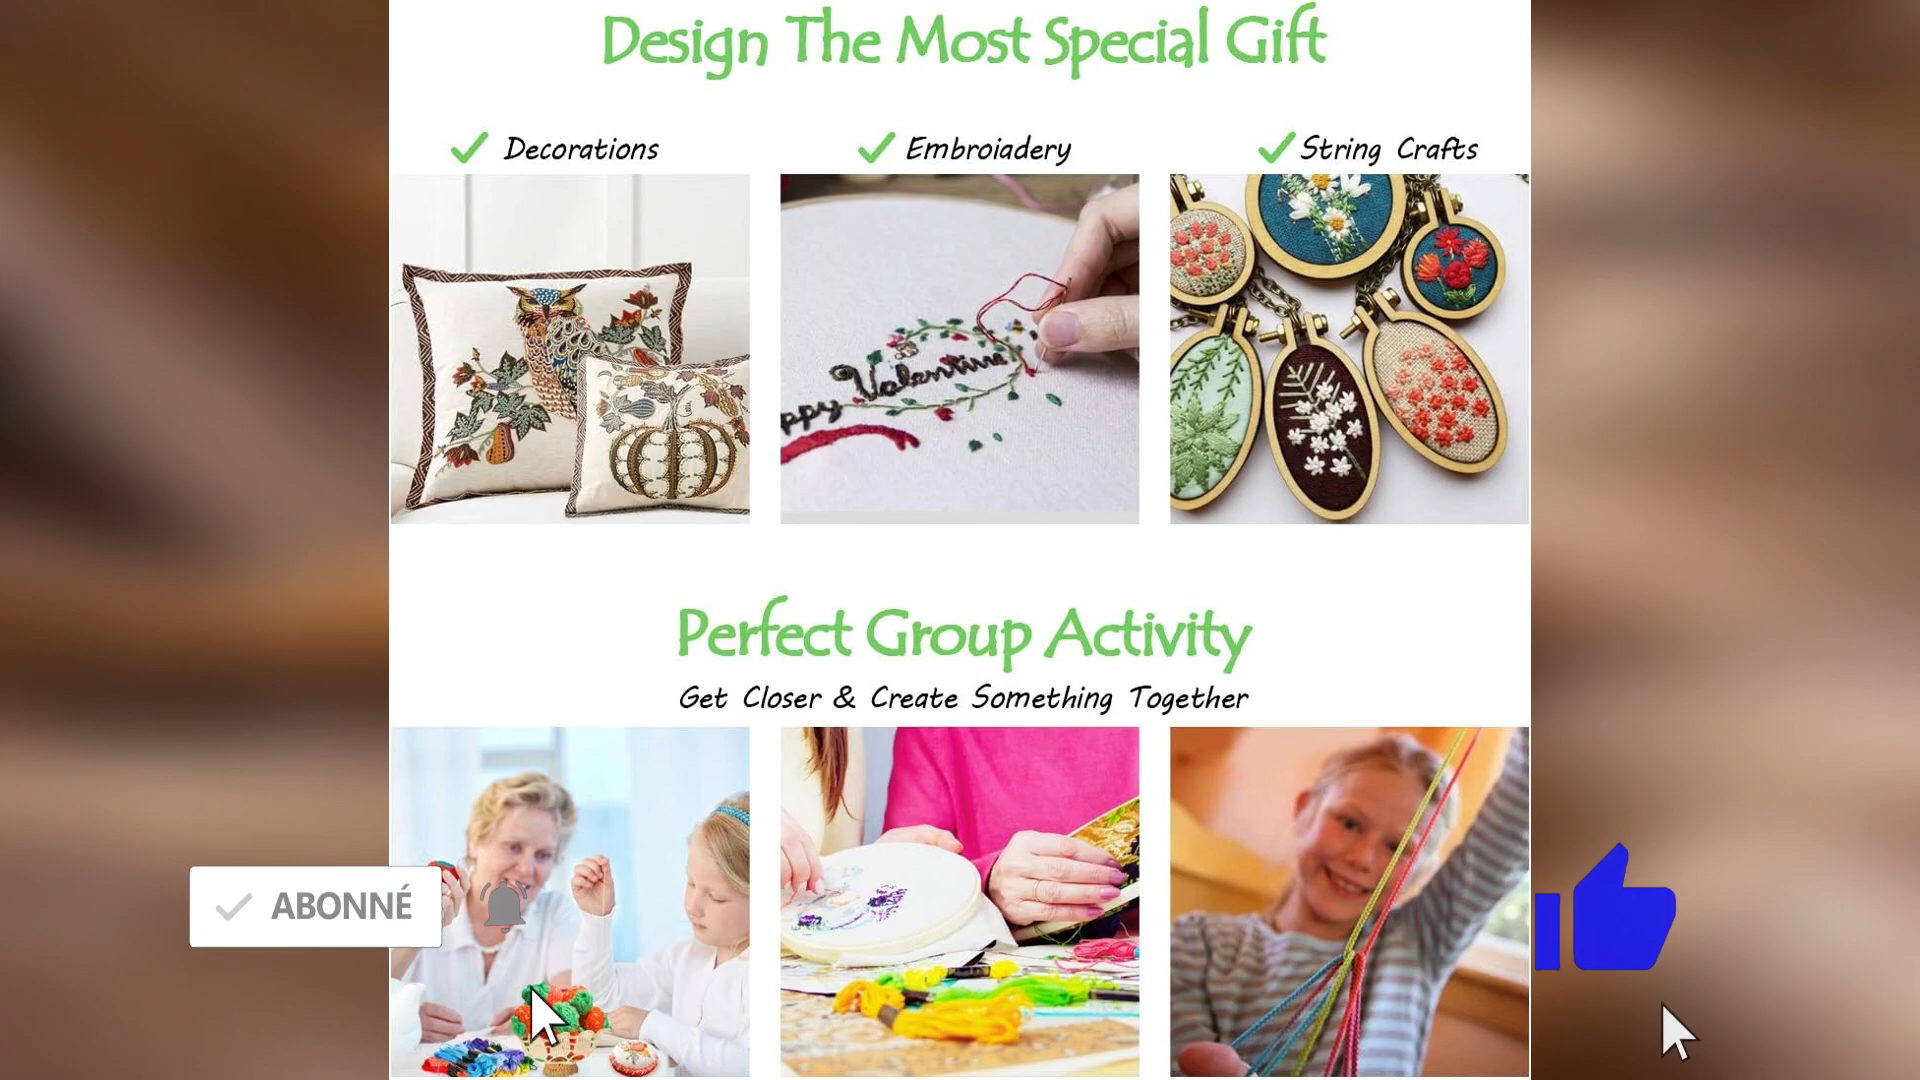 Design The Most Special Gift
Decorations
Embroiadery
String Crafts
ppy Valentine
Perfect Group Activity
Get Closer & Create Something Together
ABONNÉ